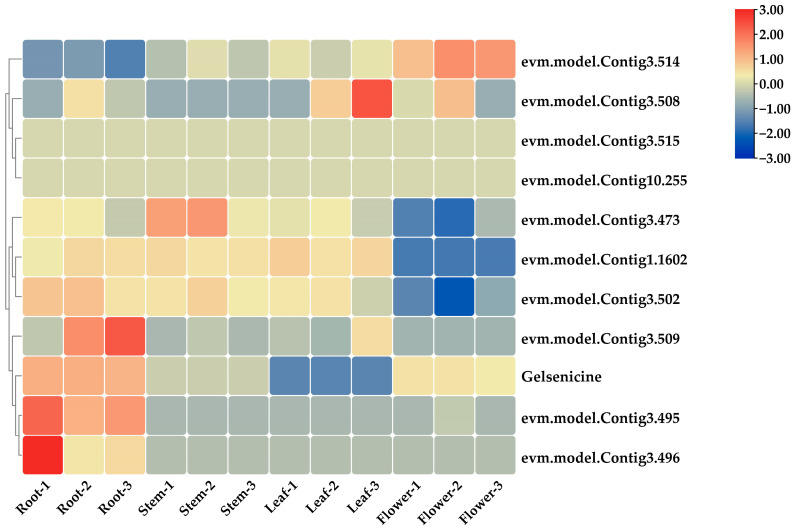 3.00
2.00
1.00
0.00
-1.00
-2.00
-3.00
evm.model.Contig3.514
evm.model.Contig3.508
evm.model.Contig3.515
evm.model.Contig10.255
evm.model.Contig3.473
evm.model.Contig1.1602
evm.model.Contig3.502
evm.model.Contig3.509
Gelsenicine
evm.model.Contig3.495
evm.model.Contig3.496
Root-1
Root-2
Root-3
Stem-1
Stem-2
Stem-3
Leaf-1
Leaf-2
Leaf-3
Flower-1
Flower-2
Flower-3